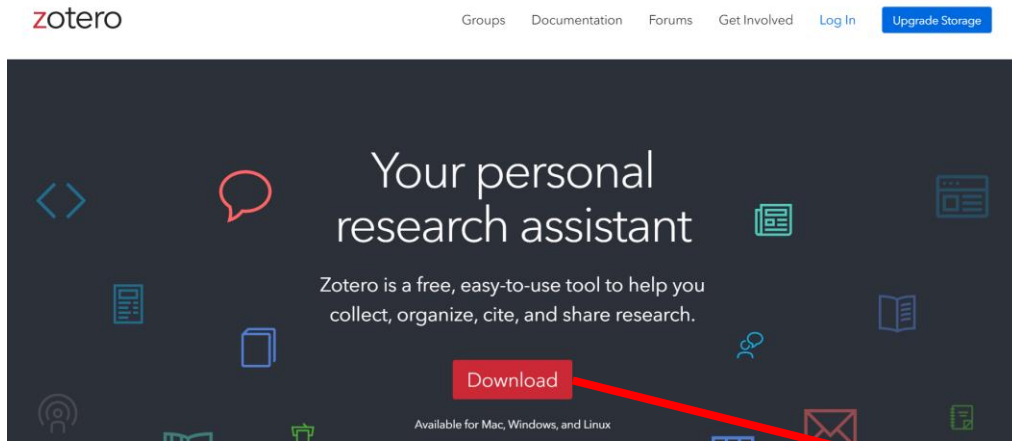 zotero
Groups Documentation Forums Get Involved Log In Upgrade Storage
Your personal
research assistant
Zotero is a free, easy-to-use tool to help you
collect, organize, cite, and share research.
Download
Available for Mac, Windows, and Linux